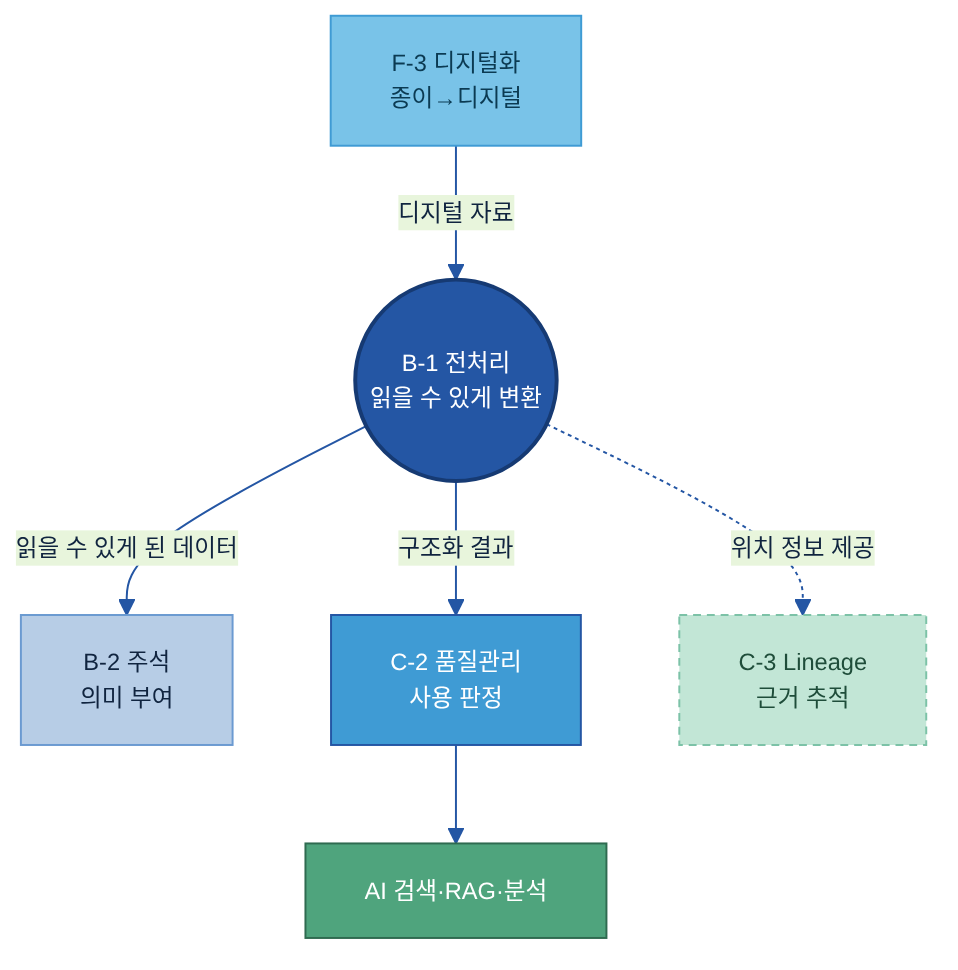 F-3 디지털화
종이→디지털
디지털 자료
B-1 전처리
읽을 수 있게 변환
읽을 수 있게 된 데이터
구조화 결과
위치 정보 제공
B-2 주석
의미 부여
C-2 품질관리
사용 판정
C-3 Lineage
근거 추적
AI 검색·RAG·분석